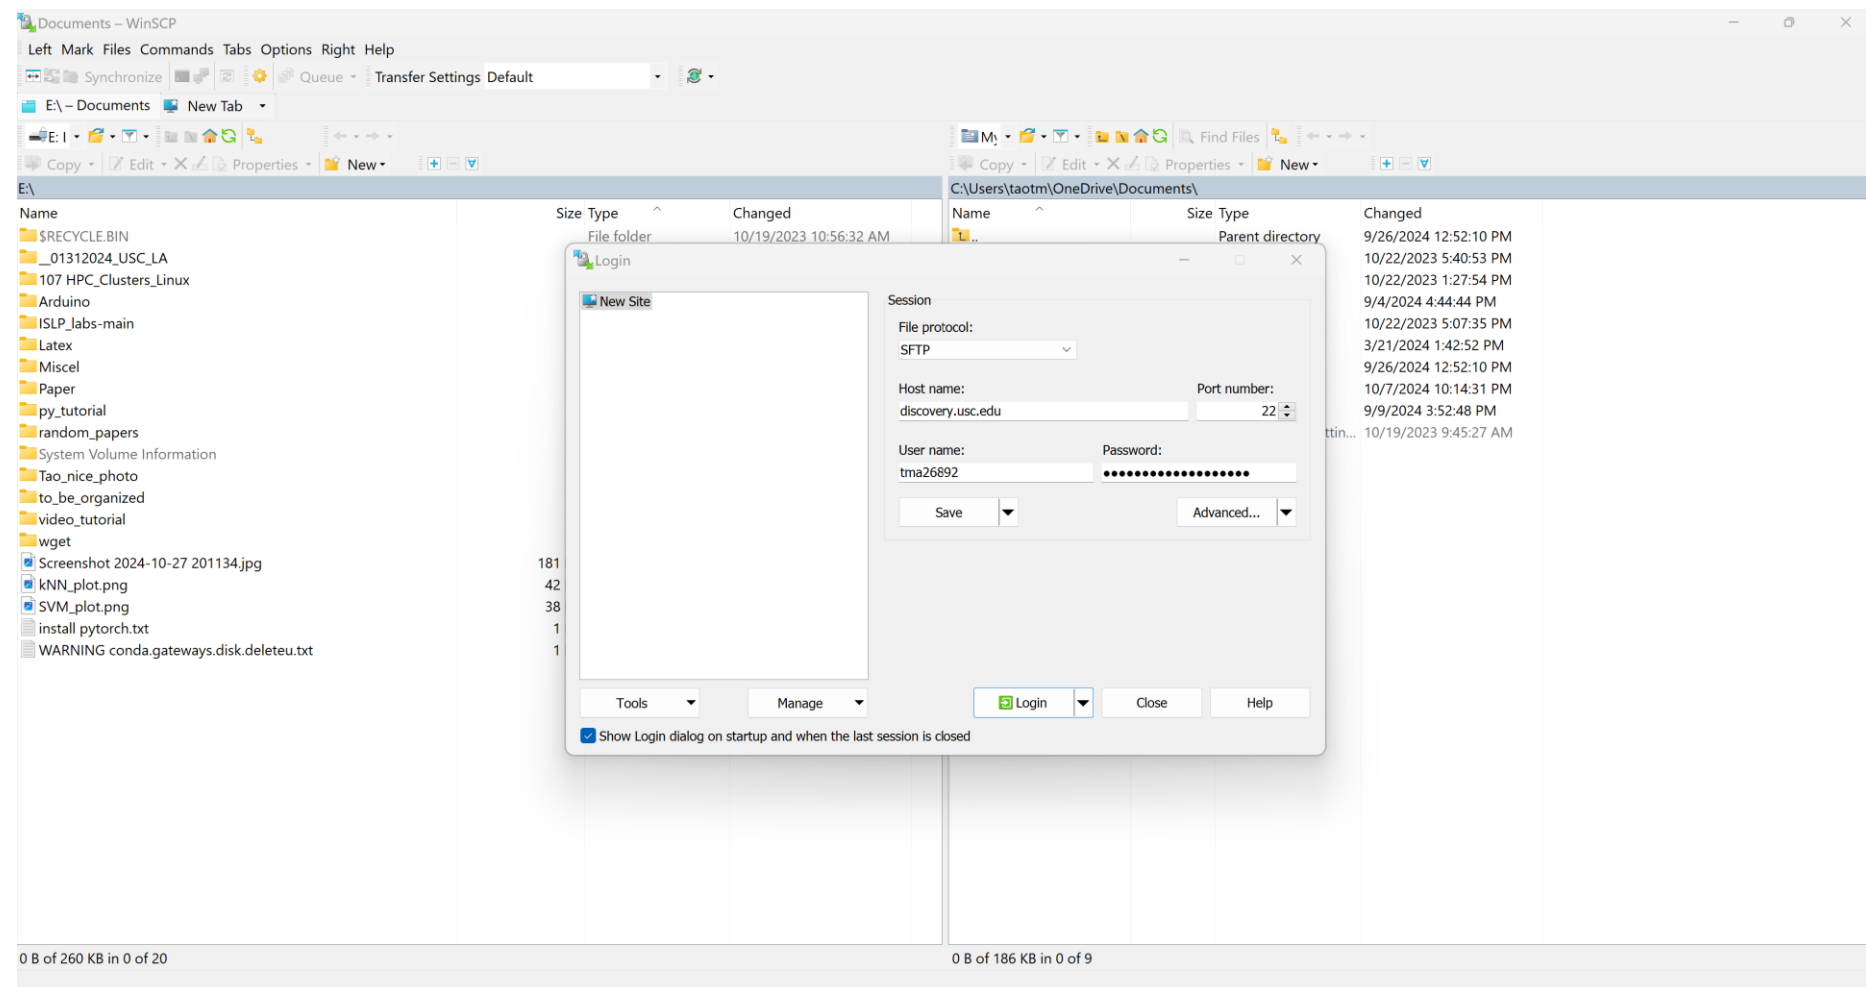 Documents – WinSCP
Left Mark Files Commands Tabs Options Right Help
Synchronize Queue Transfer Settings Default
E:\ – Documents New Tab
E: My Find Files
Copy Edit Properties New Copy Edit Properties New
E:\ C:\Users\taotm\OneDrive\Documents\
Name Size Type Changed Name Size Type Changed
$RECYCLE.BIN File folder 10/19/2023 10:56:32 AM .. Parent directory 9/26/2024 12:52:10 PM
__01312024_USC_LA 10/22/2023 5:40:53 PM
107 HPC_Clusters_Linux 10/22/2023 1:27:54 PM
Arduino 9/4/2024 4:44:44 PM
ISLP_labs-main 10/22/2023 5:07:35 PM
Latex 3/21/2024 1:42:52 PM
Miscel 9/26/2024 12:52:10 PM
Paper 10/7/2024 10:14:31 PM
py_tutorial 9/9/2024 3:52:48 PM
random_papers ttin... 10/19/2023 9:45:27 AM
System Volume Information
Tao_nice_photo
to_be_organized
video_tutorial
wget
Screenshot 2024-10-27 201134.jpg 181
kNN_plot.png 42
SVM_plot.png 38
install pytorch.txt 1
WARNING conda.gateways.disk.deleteu.txt 1
Login
New Site
Session
File protocol:
SFTP
Host name: Port number:
discovery.usc.edu 22
User name: Password:
tma26892 ●●●●●●●●●●●●●●●●●●●
Save Advanced...
Tools Manage Login Close Help
Show Login dialog on startup and when the last session is closed
0 B of 260 KB in 0 of 20 0 B of 186 KB in 0 of 9